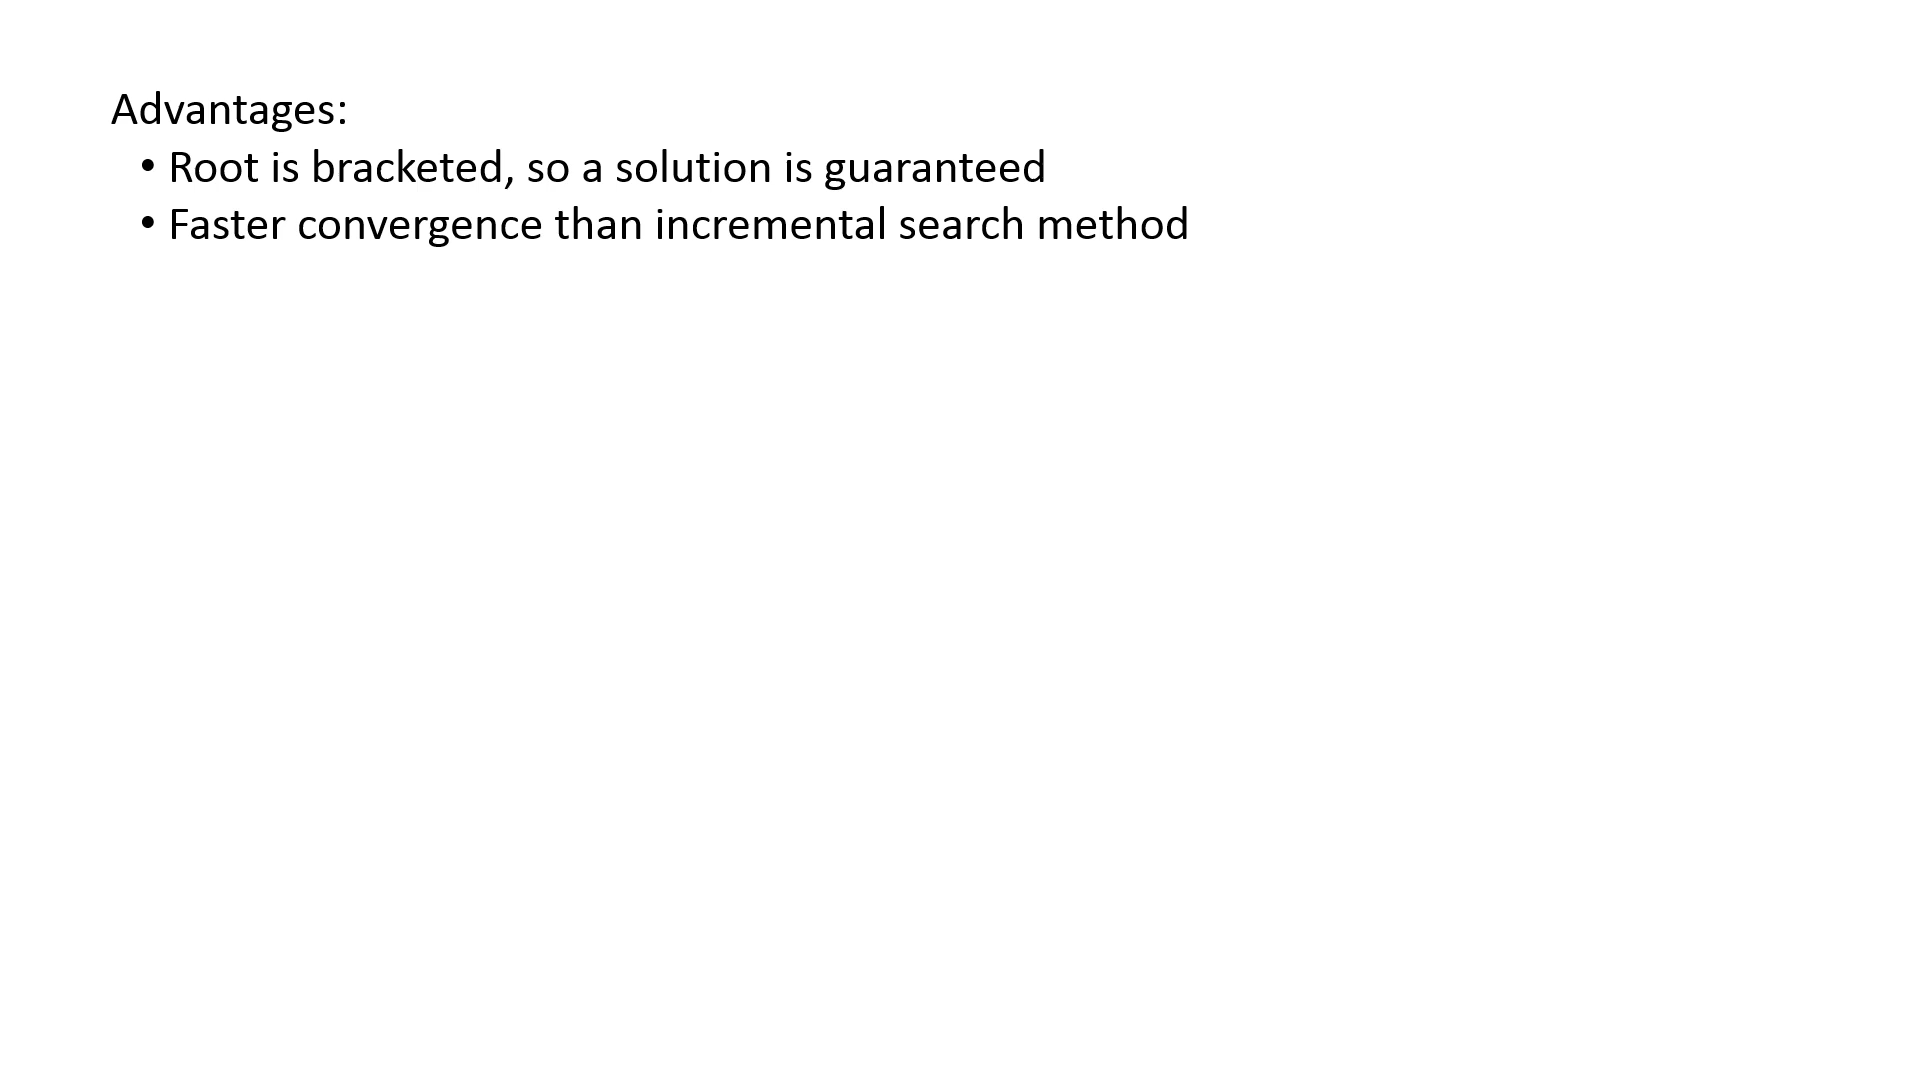 Advantages:
• Root is bracketed, so a solution is guaranteed
• Faster convergence than incremental search method